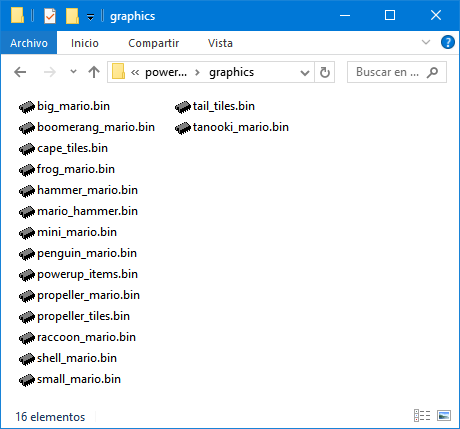 graphics
Archivo Inicio Compartir Vista
« power... › graphics Buscar en ...
big_mario.bin
boomerang_mario.bin
cape_tiles.bin
frog_mario.bin
hammer_mario.bin
mario_hammer.bin
mini_mario.bin
penguin_mario.bin
powerup_items.bin
propeller_mario.bin
propeller_tiles.bin
raccoon_mario.bin
shell_mario.bin
small_mario.bin
tail_tiles.bin
tanooki_mario.bin
16 elementos